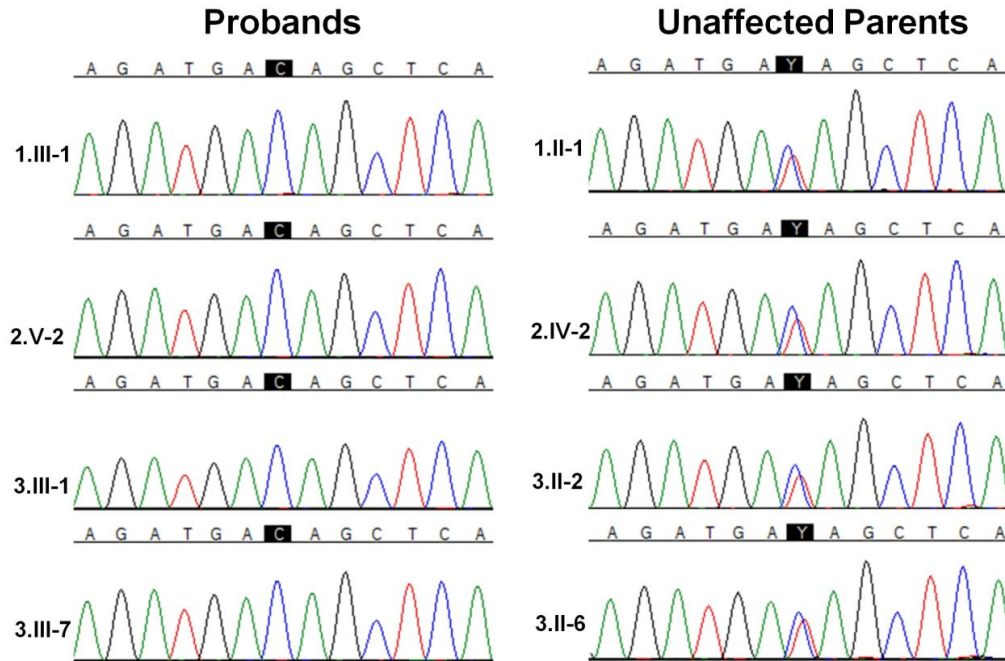 Probands
Unaffected Parents
A G A T G A C A G C T C A
1.III-1
A G A T G A Y A G C T C A
1.II-1
A G A T G A C A G C T C A
2.V-2
A G A T G A Y A G C T C A
2.IV-2
A G A T G A C A G C T C A
3.III-1
A G A T G A Y A G C T C A
3.II-2
A G A T G A C A G C T C A
3.III-7
A G A T G A Y A G C T C A
3.II-6